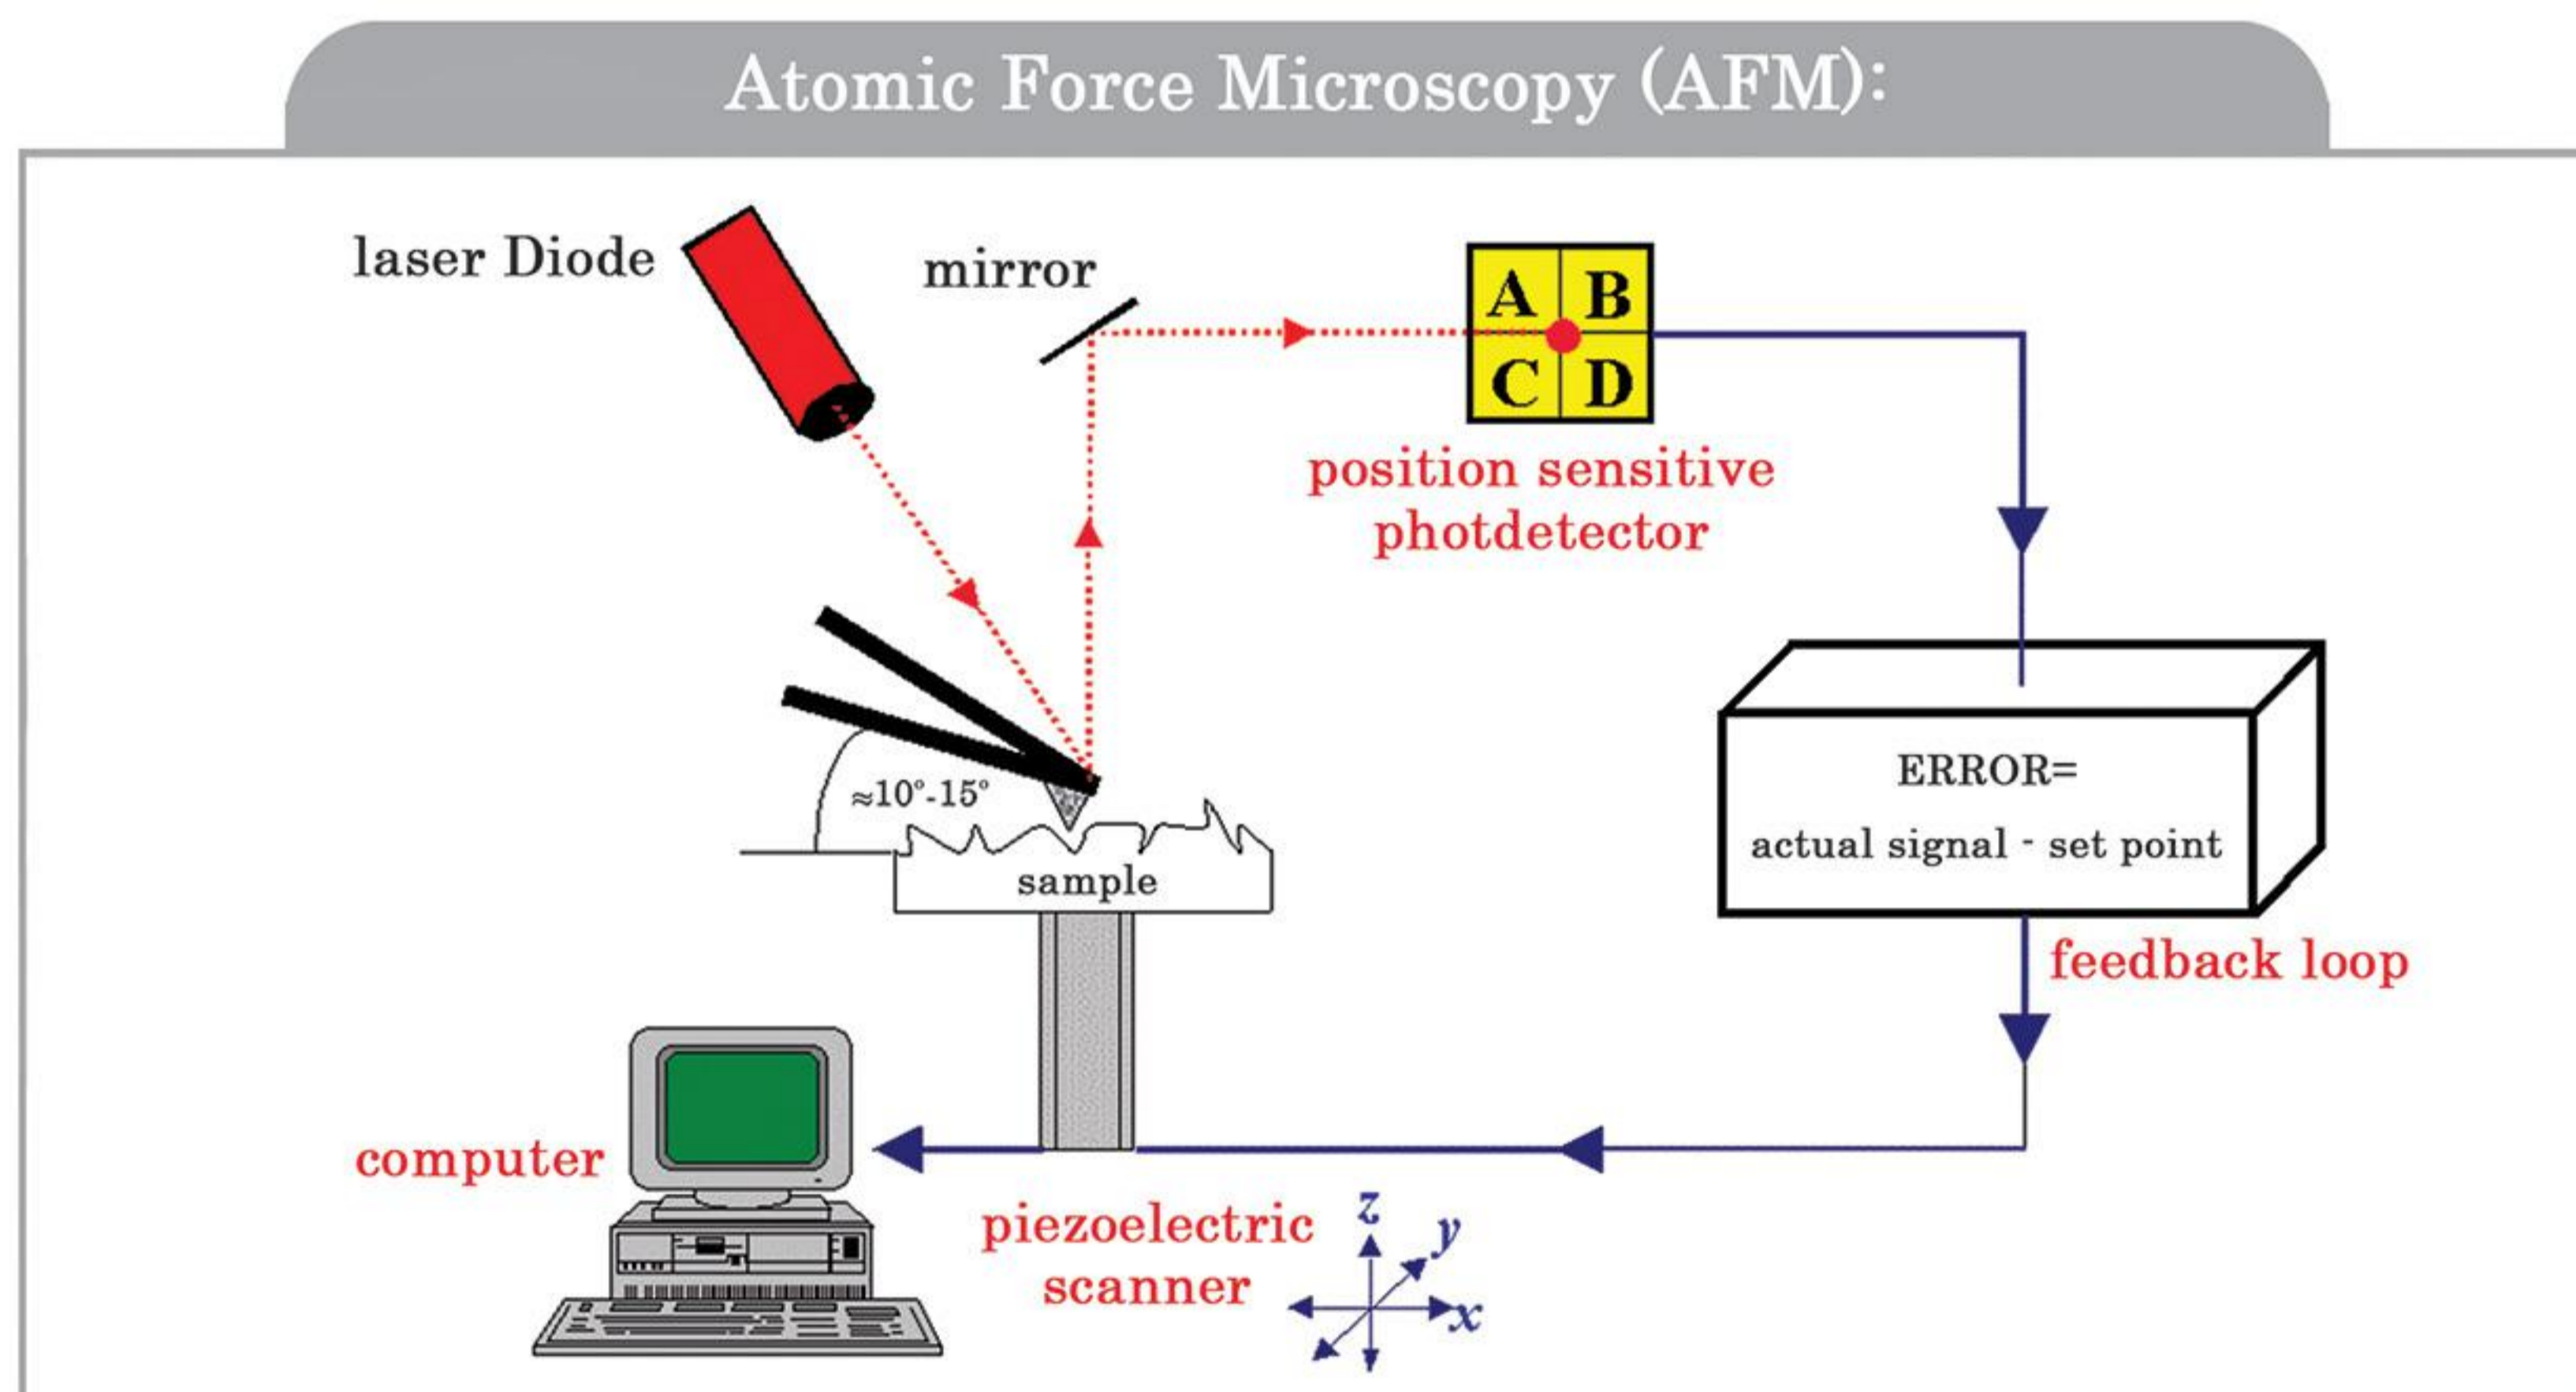 Atomic Force Microscopy (AFM):
laser Diode
mirror
A B
C D
position sensitive
photdetector
≈10°-15°
sample
ERROR=
actual signal - set point
feedback loop
computer
piezoelectric
scanner
z
y
x